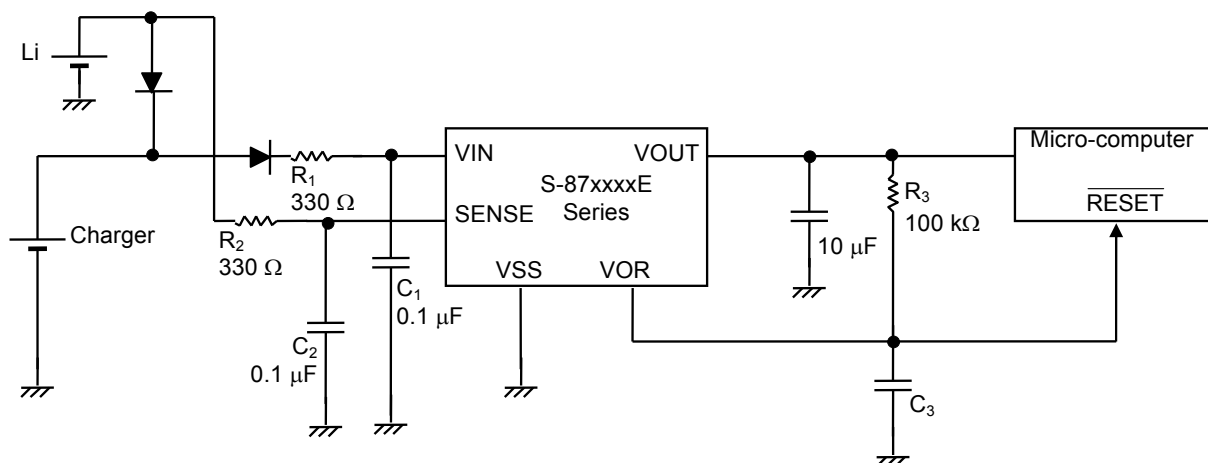 Li
Charger
R1
330 Ω
R2
330 Ω
C1
0.1 μF
C2
0.1 μF
VIN
VOUT
S-87xxxxE
Series
SENSE
VSS
VOR
10 μF
R3
100 kΩ
C3
Micro-computer
RESET